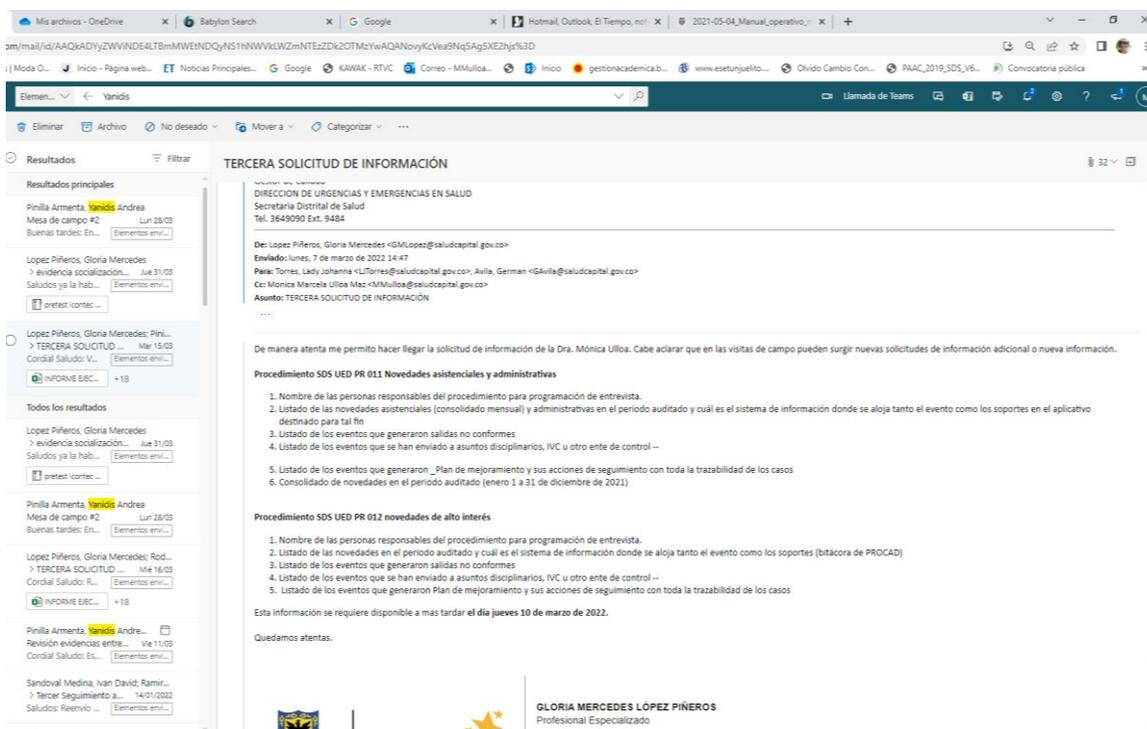 Mis archivos - OneDrive
Babylon Search
Google
Hotmail, Outlook, El Tiempo, not
2021-05-04_Manual_operativo_
om/mail/id/
Moda O...
Inicio - Página web...
Noticias Principales...
Google
KAWAK - RTVC
Correo - MMulloa...
Inicio
gestionacademica.b...
www.esetunjuelito....
Olvido Cambio Con...
PAAC_2019_SDS_V6...
Convocatoria pública
Elemen...
Yanidis
Llamada de Teams
Eliminar
Archivo
No deseado
Mover a
Categorizar
Resultados
Filtrar
Resultados principales
Pinilla Armenta, Yanidis Andrea
Mesa de campo #2 Lun 28/03
Buenas tardes: En... Elementos envi...
Lopez Piñeros, Gloria Mercedes
> evidencia socialización... Jue 31/03
Saludos ya la hab... Elementos envi...
pretest icontec ...
Lopez Piñeros, Gloria Mercedes; Pini...
> TERCERA SOLICITUD ... Mar 15/03
Cordial Saludo: V... Elementos envi...
INFORME EJEC... +18
Todos los resultados
Lopez Piñeros, Gloria Mercedes
> evidencia socialización... Jue 31/03
Saludos ya la hab... Elementos envi...
pretest icontec ...
Pinilla Armenta, Yanidis Andrea
Mesa de campo #2 Lun 28/03
Buenas tardes: En... Elementos envi...
Lopez Piñeros, Gloria Mercedes; Rod...
> TERCERA SOLICITUD ... Mié 16/03
Cordial Saludo: R... Elementos envi...
INFORME EJEC... +18
Pinilla Armenta, Yanidis Andre...
Revisión evidencias entre... Vie 11/03
Cordial Saludo: Es... Elementos envi...
Sandoval Medina, Ivan David; Ramir...
> Tercer Seguimiento a... 14/01/2022
Saludos: Reenvío ... Elementos envi...
TERCERA SOLICITUD DE INFORMACIÓN
32
Gestor de Calidad
DIRECCION DE URGENCIAS Y EMERGENCIAS EN SALUD
Secretaria Distrital de Salud
Tel. 3649090 Ext. 9484
De: Lopez Piñeros, Gloria Mercedes <GMLopez@saludcapital.gov.co>
Enviado: lunes, 7 de marzo de 2022 14:47
Para: Torres, Lady Johanna <LJTorres@saludcapital.gov.co>; Avila, German <GAvila@saludcapital.gov.co>
Cc: Monica Marcela Ulloa Maz <MMulloa@saludcapital.gov.co>
Asunto: TERCERA SOLICITUD DE INFORMACIÓN
...
De manera atenta me permito hacer llegar la solicitud de información de la Dra. Mónica Ulloa. Cabe aclarar que en las visitas de campo pueden surgir nuevas solicitudes de información adicional o nueva información.
Procedimiento SDS UED PR 011 Novedades asistenciales y administrativas
1. Nombre de las personas responsables del procedimiento para programación de entrevista.
2. Listado de las novedades asistenciales (consolidado mensual) y administrativas en el periodo auditado y cuál es el sistema de información donde se aloja tanto el evento como los soportes en el aplicativo
destinado para tal fin
3. Listado de los eventos que generaron salidas no conformes
4. Listado de los eventos que se han enviado a asuntos disciplinarios, IVC u otro ente de control --
5. Listado de los eventos que generaron _Plan de mejoramiento y sus acciones de seguimiento con toda la trazabilidad de los casos
6. Consolidado de novedades en el periodo auditado (enero 1 a 31 de diciembre de 2021)
Procedimiento SDS UED PR 012 novedades de alto interés
1. Nombre de las personas responsables del procedimiento para programación de entrevista.
2. Listado de las novedades en el periodo auditado y cuál es el sistema de información donde se aloja tanto el evento como los soportes (bitácora de PROCAD)
3. Listado de los eventos que generaron salidas no conformes
4. Listado de los eventos que se han enviado a asuntos disciplinarios, IVC u otro ente de control --
5. Listado de los eventos que generaron Plan de mejoramiento y sus acciones de seguimiento con toda la trazabilidad de los casos
Esta información se requiere disponible a mas tardar el día jueves 10 de marzo de 2022.
Quedamos atentas.
GLORIA MERCEDES LÓPEZ PIÑEROS
Profesional Especializado